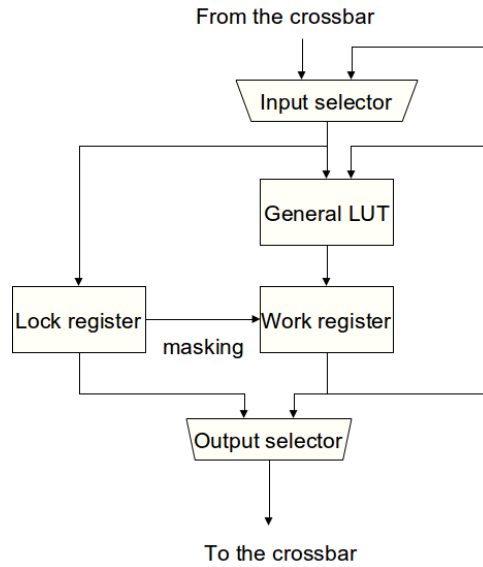 From the crossbar
Input selector
General LUT
Lock register
Work register
masking
Output selector
To the crossbar